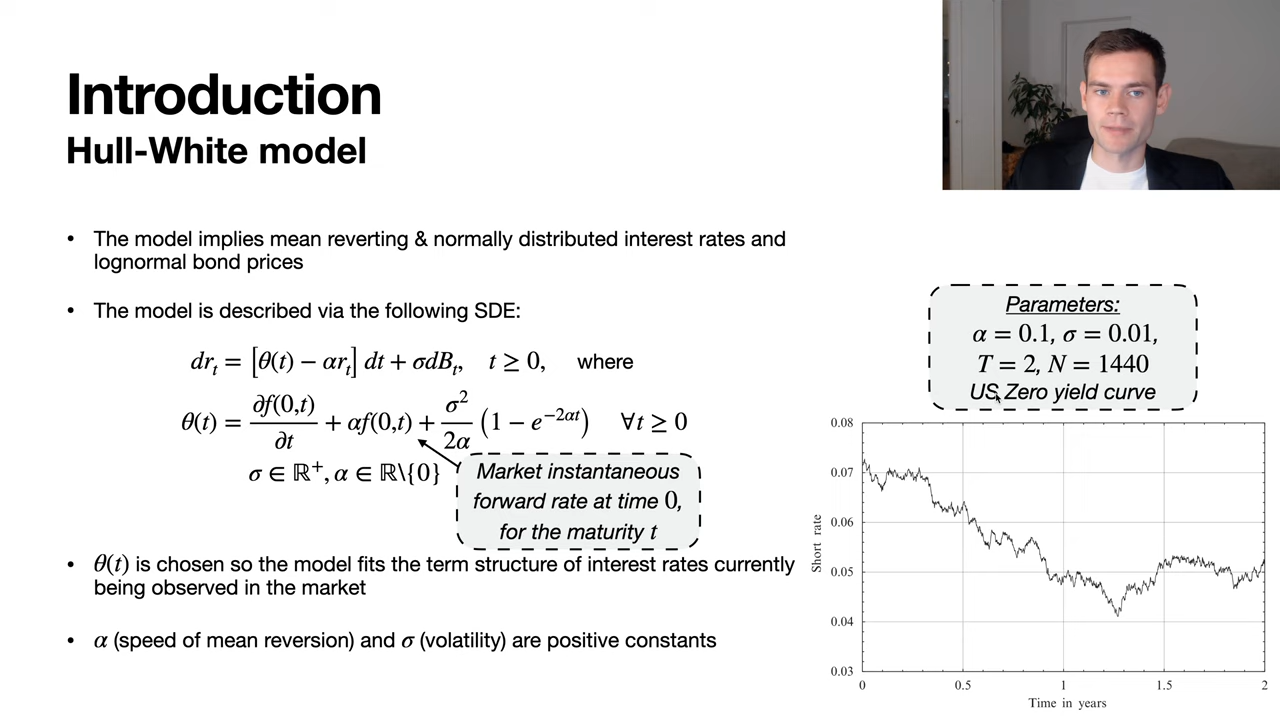 Introduction
Hull-White model
• The model implies mean reverting & normally distributed interest rates and
lognormal bond prices
• The model is described via the following SDE:
dr_t = [θ(t) − αr_t] dt + σdB_t, t ≥ 0, where
θ(t) = ∂f(0,t)/∂t + αf(0,t) + σ²/2α (1 − e^{−2αt}) ∀t ≥ 0
σ ∈ ℝ⁺, α ∈ ℝ\{0}
Market instantaneous
forward rate at time 0,
for the maturity t
• θ(t) is chosen so the model fits the term structure of interest rates currently
being observed in the market
• α (speed of mean reversion) and σ (volatility) are positive constants
Parameters:
α = 0.1, σ = 0.01,
T = 2, N = 1440
US Zero yield curve
0.08
0.07
0.06
0.05
0.04
0.03
Short rate
0 0.5 1 1.5 2
Time in years